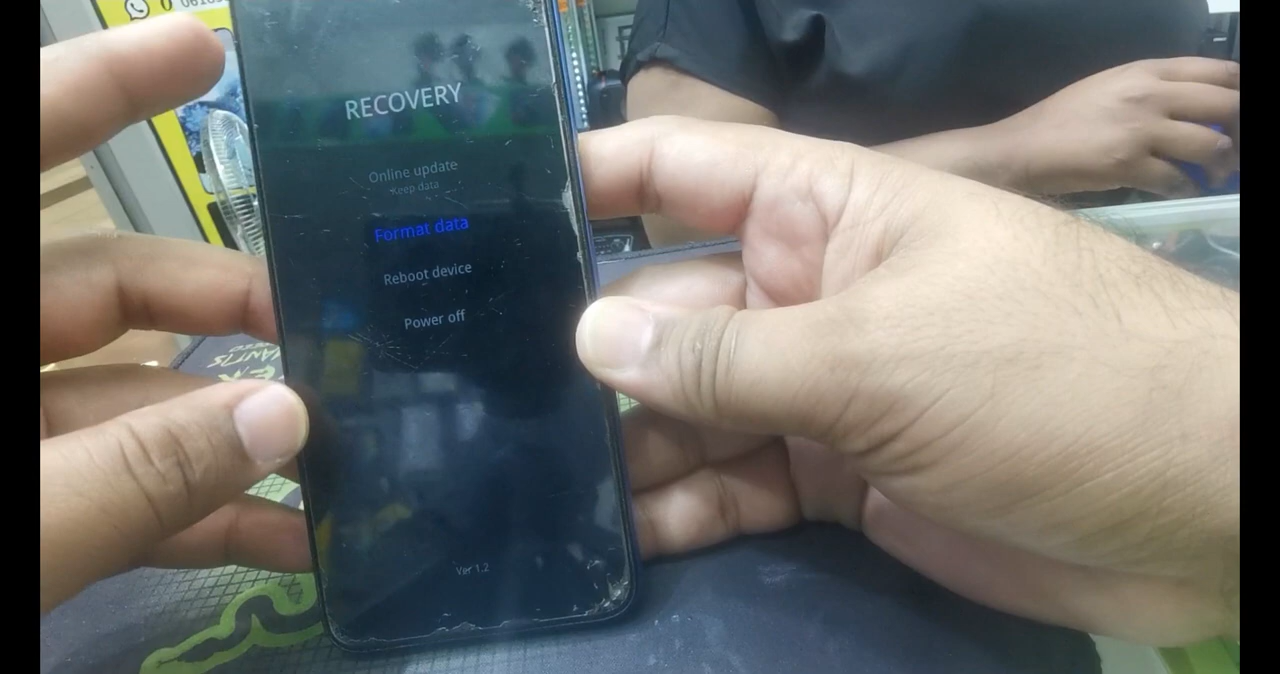 RECOVERY
Online update
Keep data
Format data
Reboot device
Power off
Ver 1.2